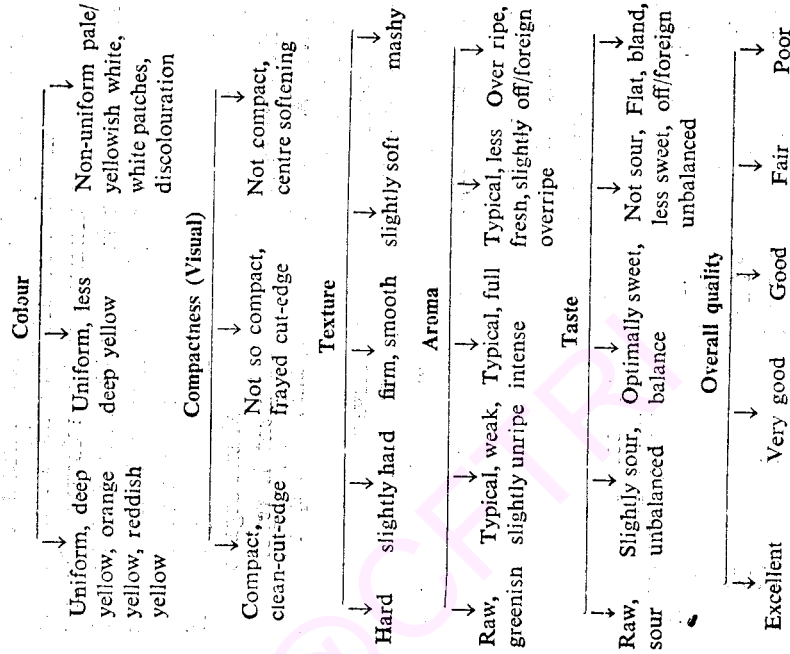 Colour
Uniform, deep yellow, orange yellow, reddish yellow
Uniform, less deep yellow
Non-uniform pale/ yellowish white, white patches, discolouration
Compactness (Visual)
Compact, clean-cut-edge
Not so compact, frayed cut-edge
Not compact, centre softening
Texture
Hard
slightly hard
firm, smooth
slightly soft
mashy
Aroma
Raw, greenish
Typical, weak, slightly unripe
Typical, full intense
Typical, less fresh, slightly overripe
Over ripe, off/foreign
Taste
Raw, sour
Slightly sour, unbalanced
Optimally sweet, balance
Not sour, less sweet, unbalanced
Flat, bland, off/foreign
Overall quality
Excellent
Very good
Good
Fair
Poor
@CFTRI